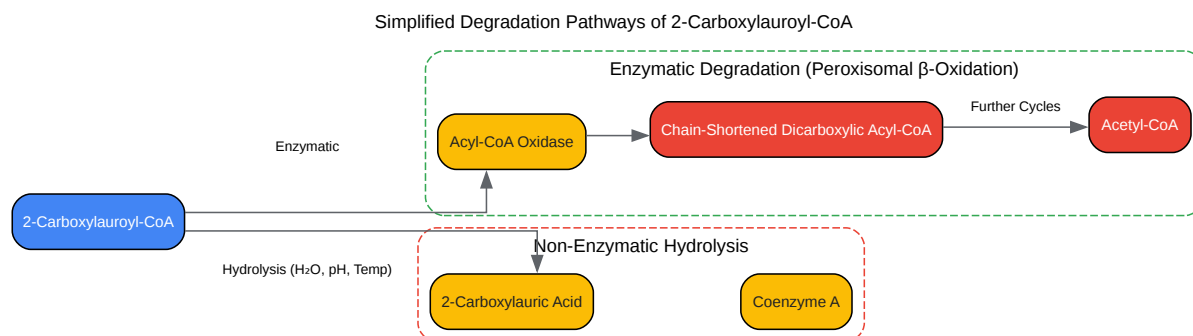 Simplified Degradation Pathways of 2-Carboxylauroyl-CoA
Enzymatic Degradation (Peroxisomal β-Oxidation)
Further Cycles
Acyl-CoA Oxidase
Chain-Shortened Dicarboxylic Acyl-CoA
Acetyl-CoA
Enzymatic
2-Carboxylauroyl-CoA
Non-Enzymatic Hydrolysis
Hydrolysis (H₂O, pH, Temp)
2-Carboxylauric Acid
Coenzyme A